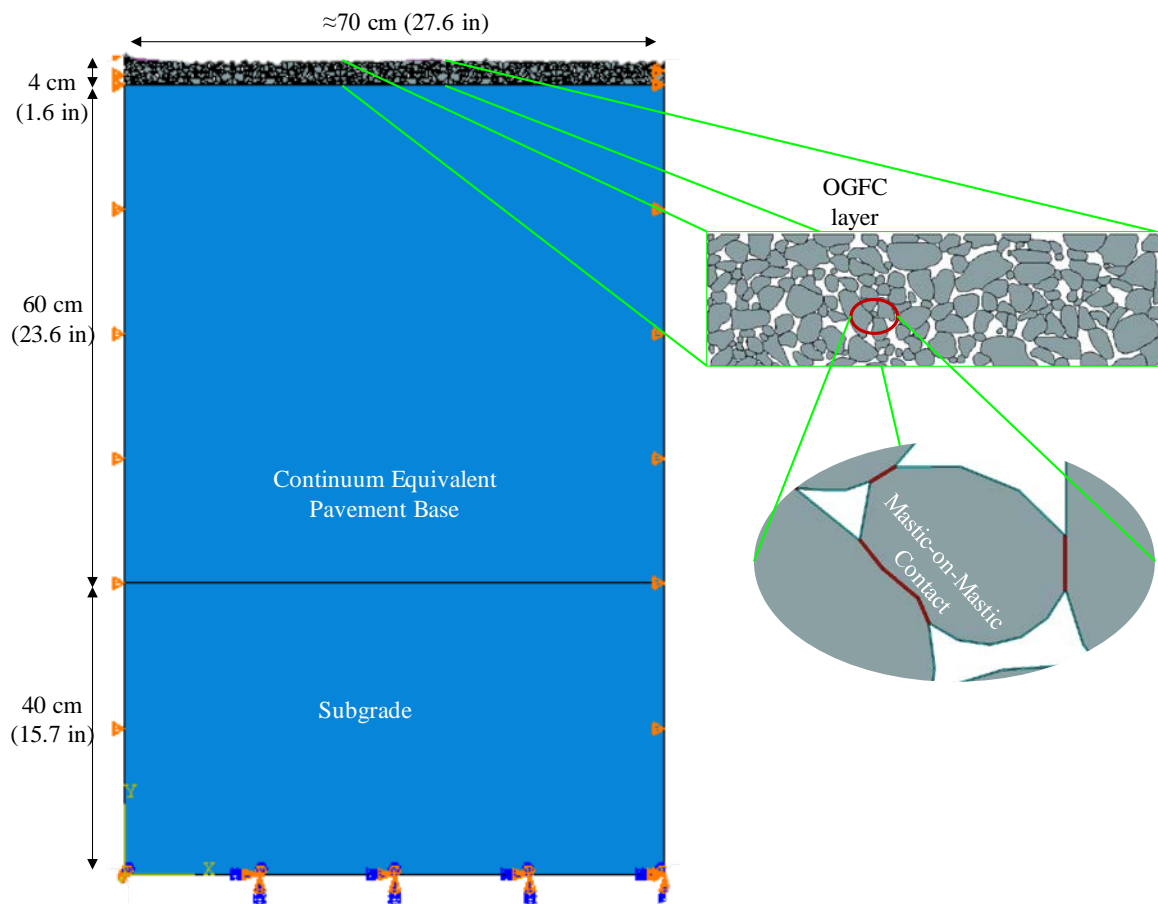 ≈70 cm (27.6 in)
4 cm
(1.6 in)
OGFC
layer
60 cm
(23.6 in)
Continuum Equivalent
Pavement Base
Mastic-on-Mastic
Contact
40 cm
(15.7 in)
Subgrade
Y
X